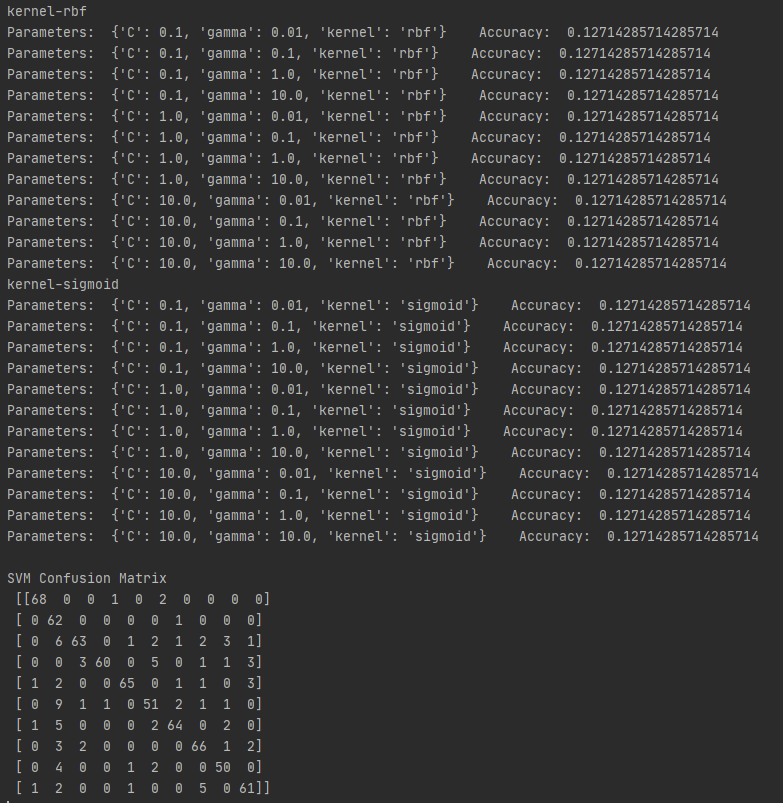 kernel-rbf
Parameters:  {'C': 0.1, 'gamma': 0.01, 'kernel': 'rbf'}    Accuracy:  0.12714285714285714
Parameters:  {'C': 0.1, 'gamma': 0.1, 'kernel': 'rbf'}    Accuracy:  0.12714285714285714
Parameters:  {'C': 0.1, 'gamma': 1.0, 'kernel': 'rbf'}    Accuracy:  0.12714285714285714
Parameters:  {'C': 0.1, 'gamma': 10.0, 'kernel': 'rbf'}    Accuracy:  0.12714285714285714
Parameters:  {'C': 1.0, 'gamma': 0.01, 'kernel': 'rbf'}    Accuracy:  0.12714285714285714
Parameters:  {'C': 1.0, 'gamma': 0.1, 'kernel': 'rbf'}    Accuracy:  0.12714285714285714
Parameters:  {'C': 1.0, 'gamma': 1.0, 'kernel': 'rbf'}    Accuracy:  0.12714285714285714
Parameters:  {'C': 1.0, 'gamma': 10.0, 'kernel': 'rbf'}    Accuracy:  0.12714285714285714
Parameters:  {'C': 10.0, 'gamma': 0.01, 'kernel': 'rbf'}    Accuracy:  0.12714285714285714
Parameters:  {'C': 10.0, 'gamma': 0.1, 'kernel': 'rbf'}    Accuracy:  0.12714285714285714
Parameters:  {'C': 10.0, 'gamma': 1.0, 'kernel': 'rbf'}    Accuracy:  0.12714285714285714
Parameters:  {'C': 10.0, 'gamma': 10.0, 'kernel': 'rbf'}    Accuracy:  0.12714285714285714
kernel-sigmoid
Parameters:  {'C': 0.1, 'gamma': 0.01, 'kernel': 'sigmoid'}    Accuracy:  0.12714285714285714
Parameters:  {'C': 0.1, 'gamma': 0.1, 'kernel': 'sigmoid'}    Accuracy:  0.12714285714285714
Parameters:  {'C': 0.1, 'gamma': 1.0, 'kernel': 'sigmoid'}    Accuracy:  0.12714285714285714
Parameters:  {'C': 0.1, 'gamma': 10.0, 'kernel': 'sigmoid'}    Accuracy:  0.12714285714285714
Parameters:  {'C': 1.0, 'gamma': 0.01, 'kernel': 'sigmoid'}    Accuracy:  0.12714285714285714
Parameters:  {'C': 1.0, 'gamma': 0.1, 'kernel': 'sigmoid'}    Accuracy:  0.12714285714285714
Parameters:  {'C': 1.0, 'gamma': 1.0, 'kernel': 'sigmoid'}    Accuracy:  0.12714285714285714
Parameters:  {'C': 1.0, 'gamma': 10.0, 'kernel': 'sigmoid'}    Accuracy:  0.12714285714285714
Parameters:  {'C': 10.0, 'gamma': 0.01, 'kernel': 'sigmoid'}    Accuracy:  0.12714285714285714
Parameters:  {'C': 10.0, 'gamma': 0.1, 'kernel': 'sigmoid'}    Accuracy:  0.12714285714285714
Parameters:  {'C': 10.0, 'gamma': 1.0, 'kernel': 'sigmoid'}    Accuracy:  0.12714285714285714
Parameters:  {'C': 10.0, 'gamma': 10.0, 'kernel': 'sigmoid'}    Accuracy:  0.12714285714285714
SVM Confusion Matrix
 [[68  0  0  1  0  2  0  0  0  0]
 [ 0 62  0  0  0  0  1  0  0  0]
 [ 0  6 63  0  1  2  1  2  3  1]
 [ 0  0  3 60  0  5  0  1  1  3]
 [ 1  2  0  0 65  0  1  1  0  3]
 [ 0  9  1  1  0 51  2  1  1  0]
 [ 1  5  0  0  0  2 64  0  2  0]
 [ 0  3  2  0  0  0  0 66  1  2]
 [ 0  4  0  0  1  2  0  0 50  0]
 [ 1  2  0  0  1  0  0  5  0 61]]